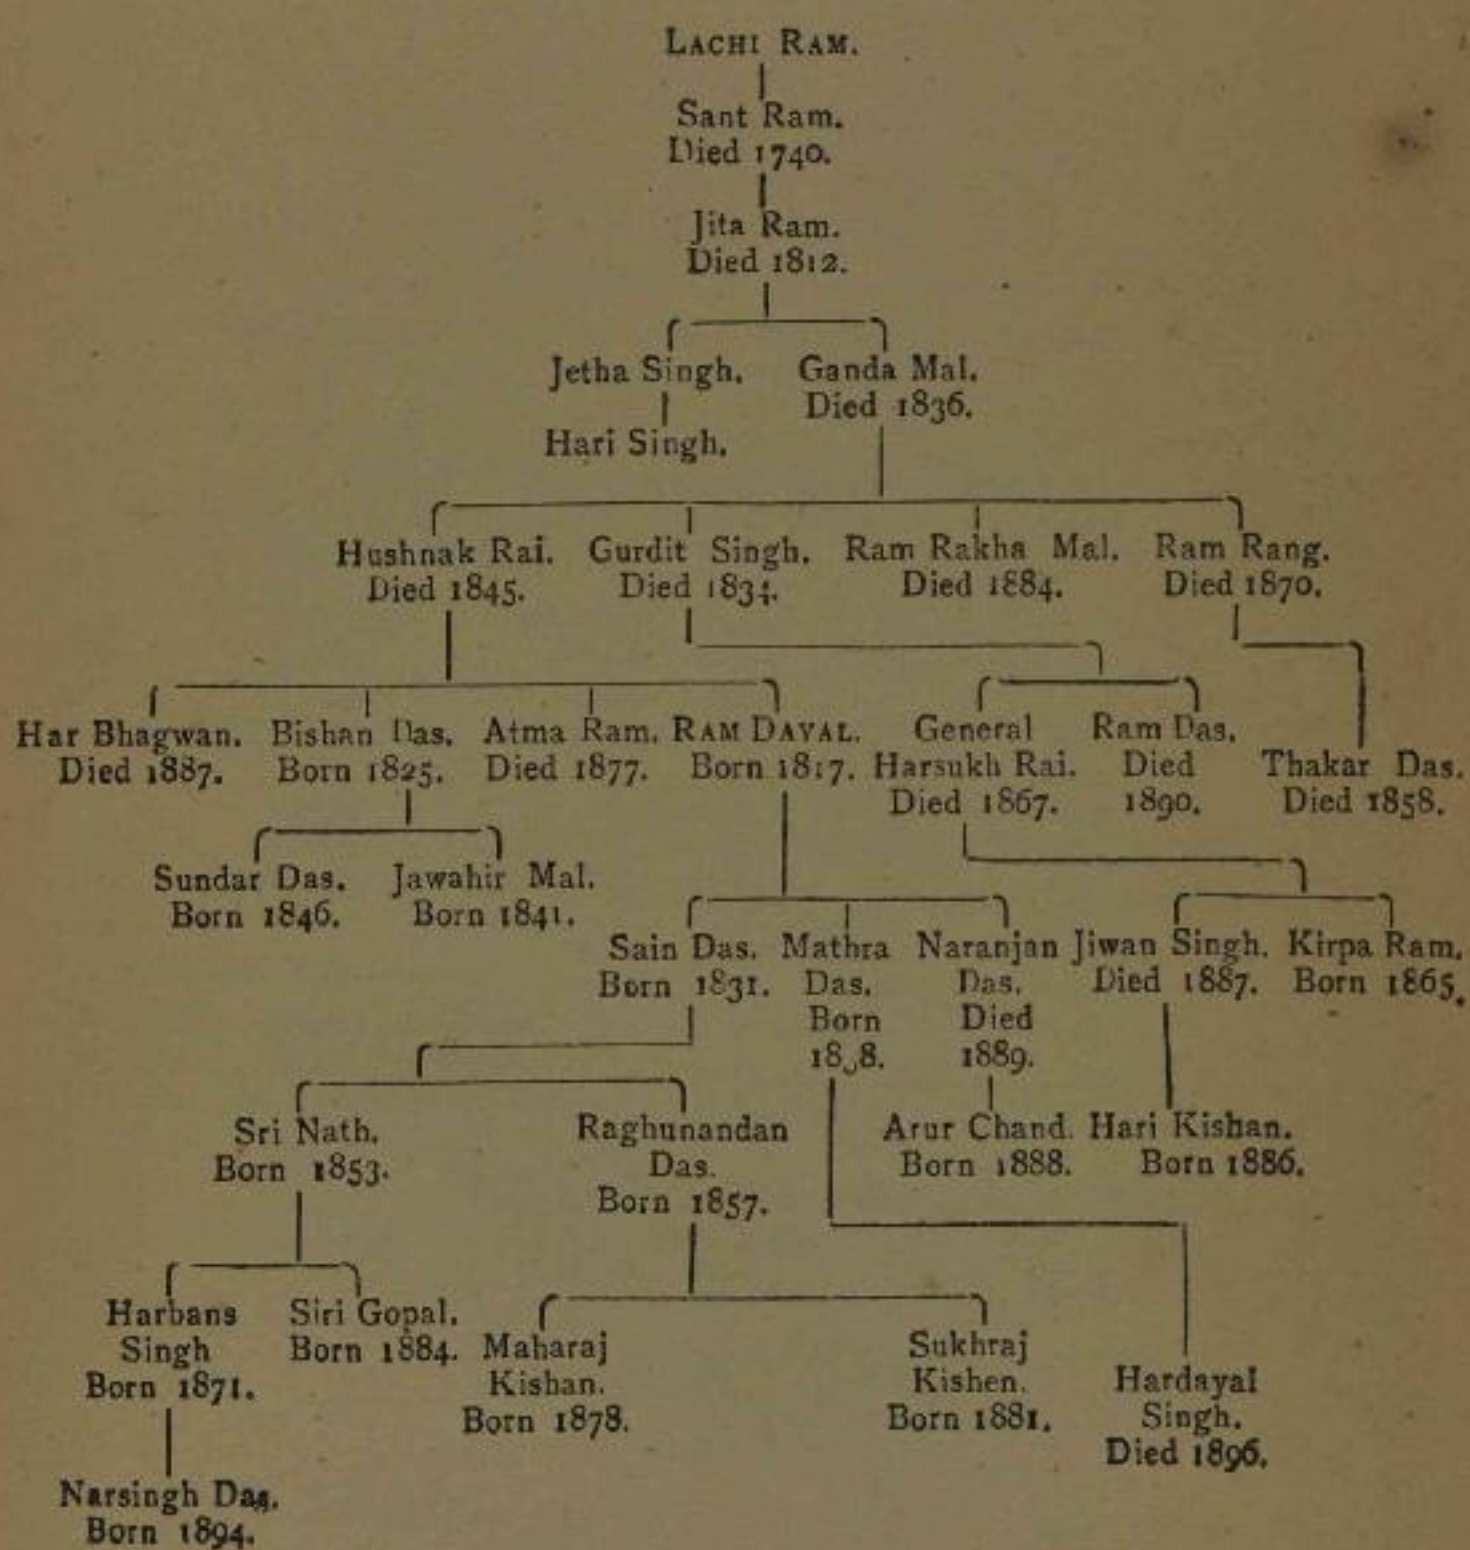 LACHI RAM.
Sant Ram.
Died 1740.
Jita Ram.
Died 1812.
Jetha Singh.
Hari Singh.
Ganda Mal.
Died 1836.
Hushnak Rai.
Died 1845.
Gurdit Singh.
Died 1834.
Ram Rakha Mal.
Died 1884.
Ram Rang.
Died 1870.
Har Bhagwan.
Died 1887.
Bishan Das.
Born 1825.
Atma Ram.
Died 1877.
RAM DAYAL.
Born 1817.
General
Harsukh Rai.
Died 1867.
Ram Das.
Died
1890.
Thakar Das.
Died 1858.
Sundar Das.
Born 1846.
Jawahir Mal.
Born 1841.
Sain Das.
Born 1831.
Mathra
Das.
Born
Naranjan
Das.
Died
1889.
Jiwan Singh.
Died 1887.
Kirpa Ram.
Born 1865.
Sri Nath.
Born 1853.
Raghunandan
Das.
Born 1857.
Arur Chand.
Born 1888.
Hari Kishan.
Born 1886.
Harbans
Singh
Born 1871.
Siri Gopal.
Born 1884.
Maharaj
Kishan.
Born 1878.
Sukhraj
Kishen.
Born 1881.
Hardayal
Singh.
Died 1896.
Narsingh Das.
Born 1894.